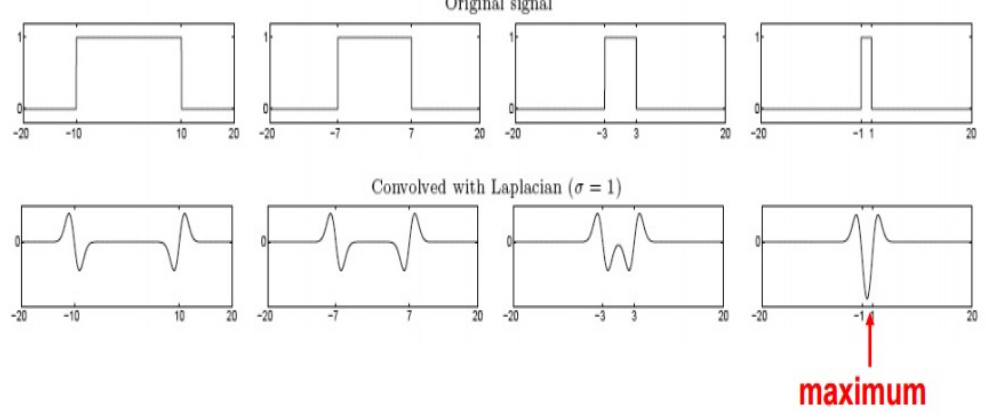 Original signal
1 1 1 1
0 0 0 0
-20 -10 10 20 -20 -7 7 20 -20 -3 3 20 -20 -1 1 20
Convolved with Laplacian (σ = 1)
0 0 0 0
-20 -10 10 20 -20 -7 7 20 -20 -3 3 20 -20 -1 20
maximum